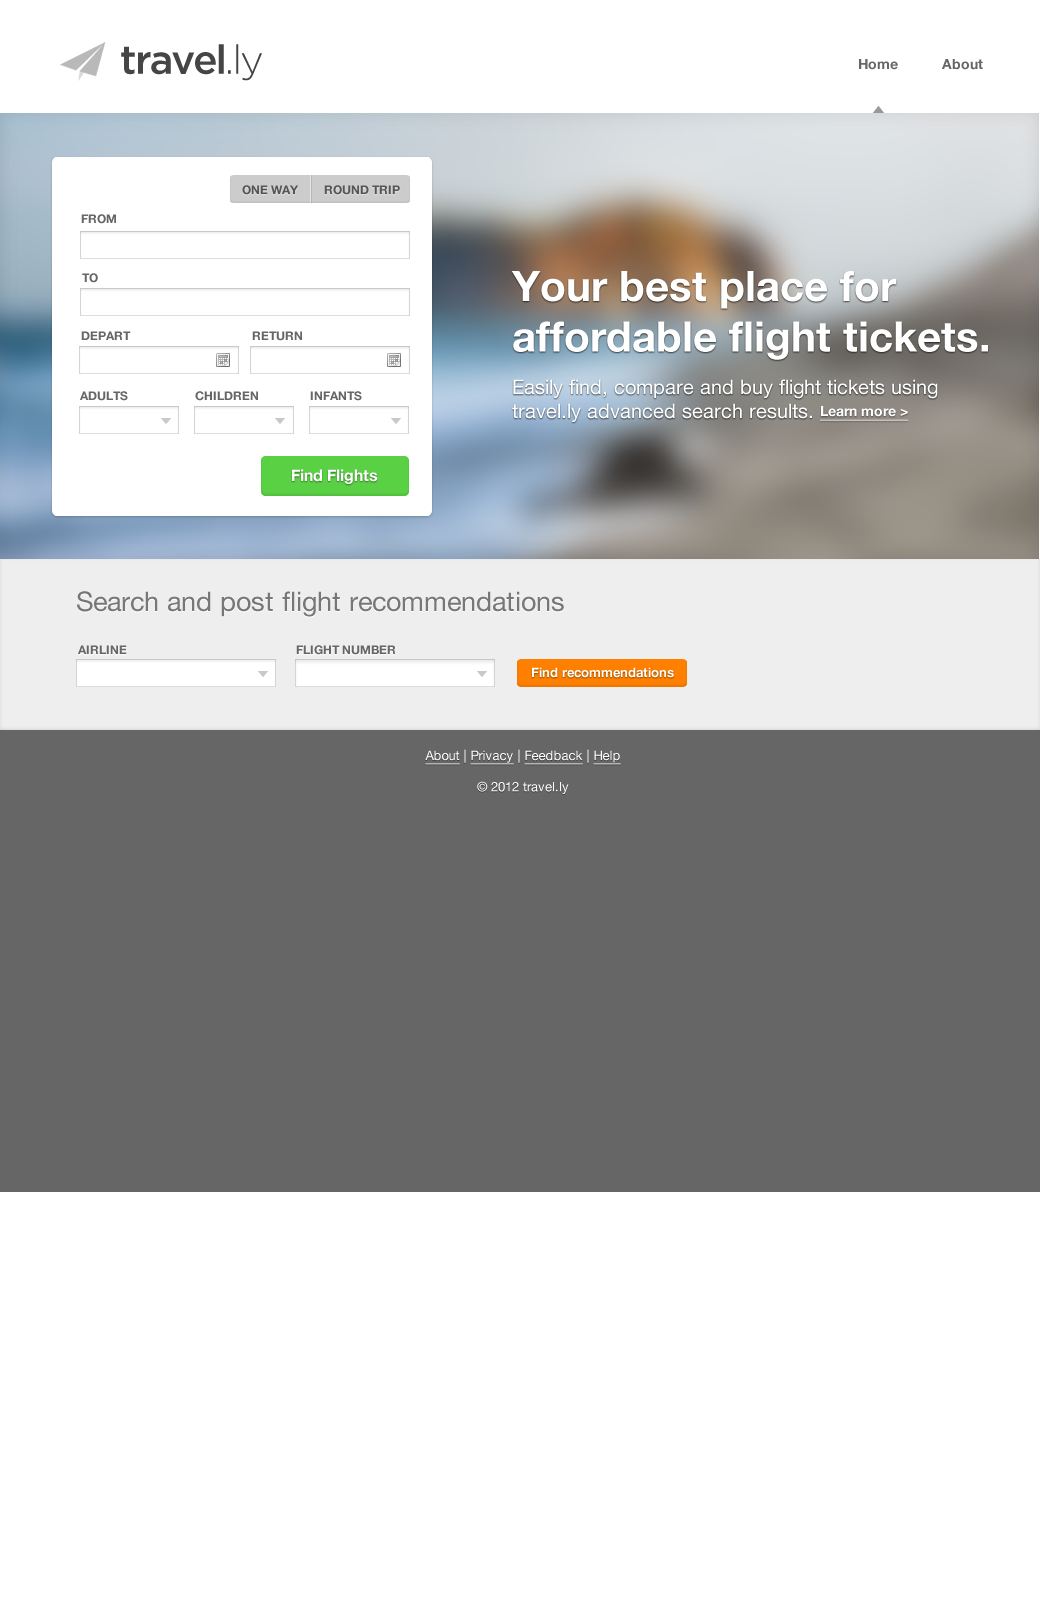 travel.ly
Home
About
ONE WAY
ROUND TRIP
FROM
TO
DEPART
RETURN
ADULTS
CHILDREN
INFANTS
Find Flights
Your best place for
affordable flight tickets.
Easily find, compare and buy flight tickets using
travel.ly advanced search results. Learn more >
Search and post flight recommendations
AIRLINE
FLIGHT NUMBER
Find recommendations
About | Privacy | Feedback | Help
© 2012 travel.ly